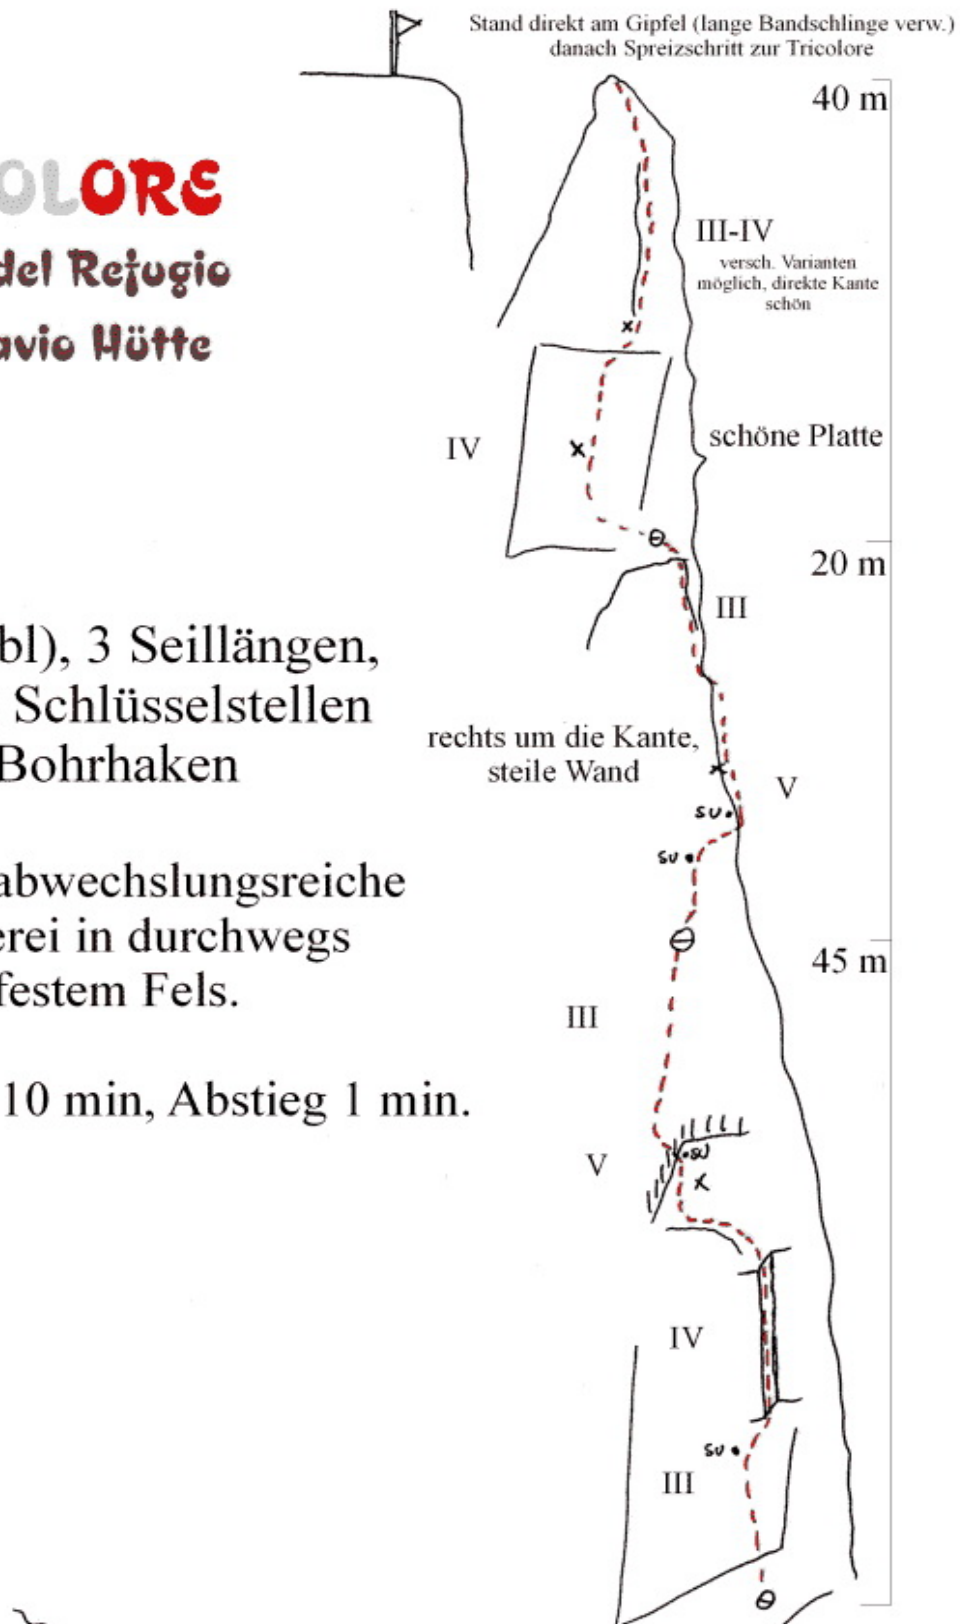 Stand direkt am Gipfel (lange Bandschlinge verw.)
danach Spreizschritt zur Tricolore
40 m
OLORE
del Refugio
avio Hütte
III-IV
versch. Varianten
möglich, direkte Kante
schön
x
IV
x
schöne Platte
20 m
III
bl), 3 Seillängen,
Schlüsselstellen
Bohrhaken
rechts um die Kante,
steile Wand
x
V
SU
SU
abwechslungsreiche
erei in durchwegs
festem Fels.
45 m
III
10 min, Abstieg 1 min.
V
SU
x
IV
SU
III